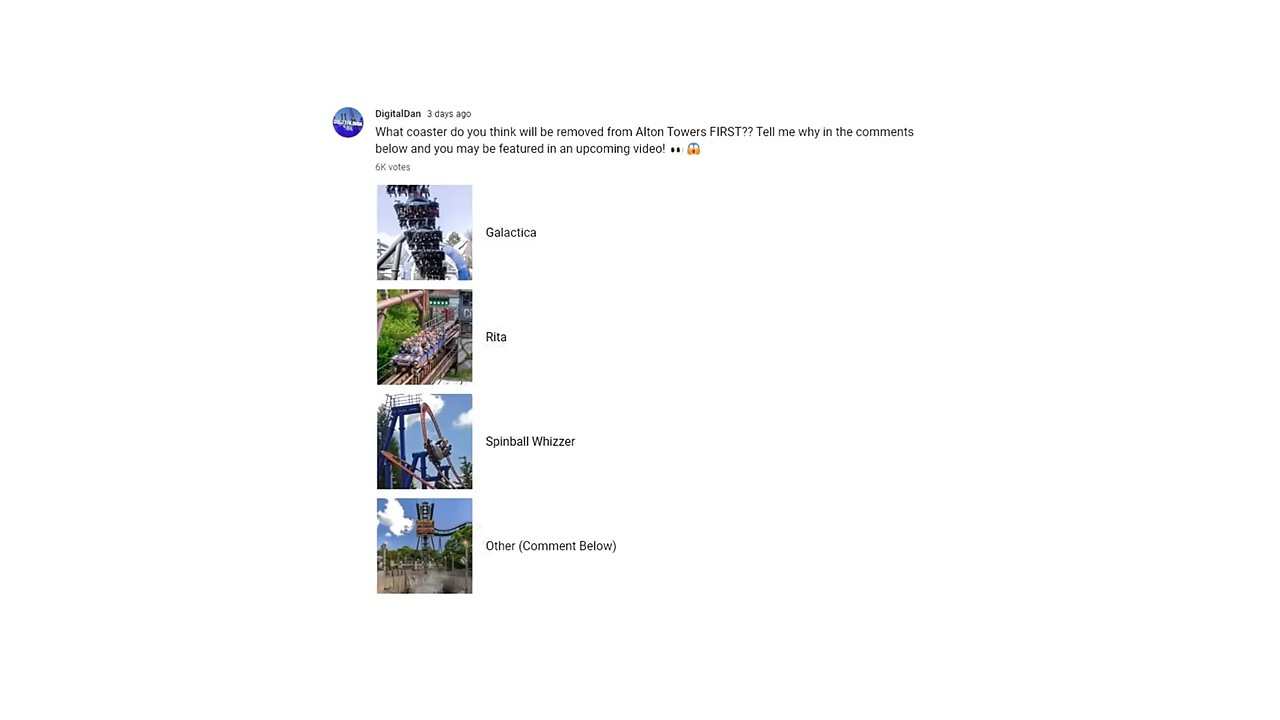 DigitalDan 3 days ago
What coaster do you think will be removed from Alton Towers FIRST?? Tell me why in the comments
below and you may be featured in an upcoming video! 👀 😱
6K votes
Galactica
Rita
Spinball Whizzer
Other (Comment Below)